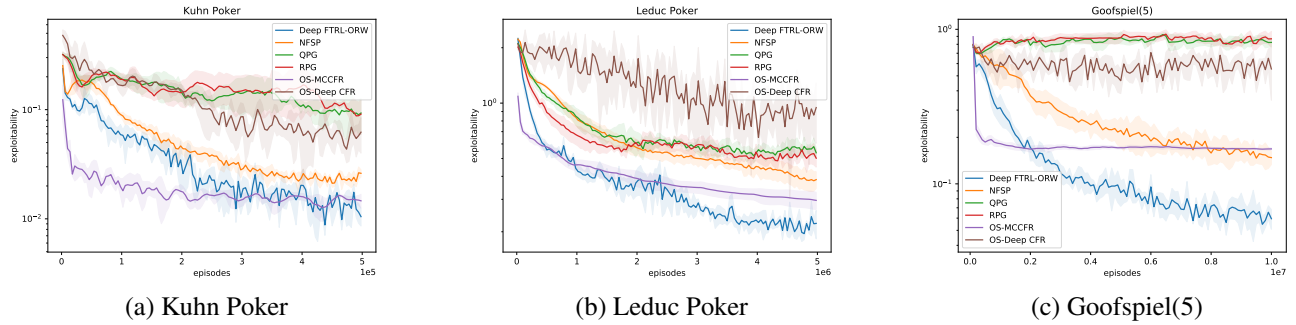 Kuhn Poker
Deep FTRL-ORW
NFSP
QPG
RPG
OS-MCCFR
OS-Deep CFR
exploitability
10⁻¹
10⁻²
0 1 2 3 4 5
episodes
1e5
(a) Kuhn Poker
Leduc Poker
Deep FTRL-ORW
NFSP
QPG
RPG
OS-MCCFR
OS-Deep CFR
exploitability
10⁰
0 1 2 3 4 5
episodes
1e6
(b) Leduc Poker
Goofspiel(5)
10⁰
exploitability
10⁻¹
Deep FTRL-ORW
NFSP
QPG
RPG
OS-MCCFR
OS-Deep CFR
0.0 0.2 0.4 0.6 0.8 1.0
episodes
1e7
(c) Goofspiel(5)